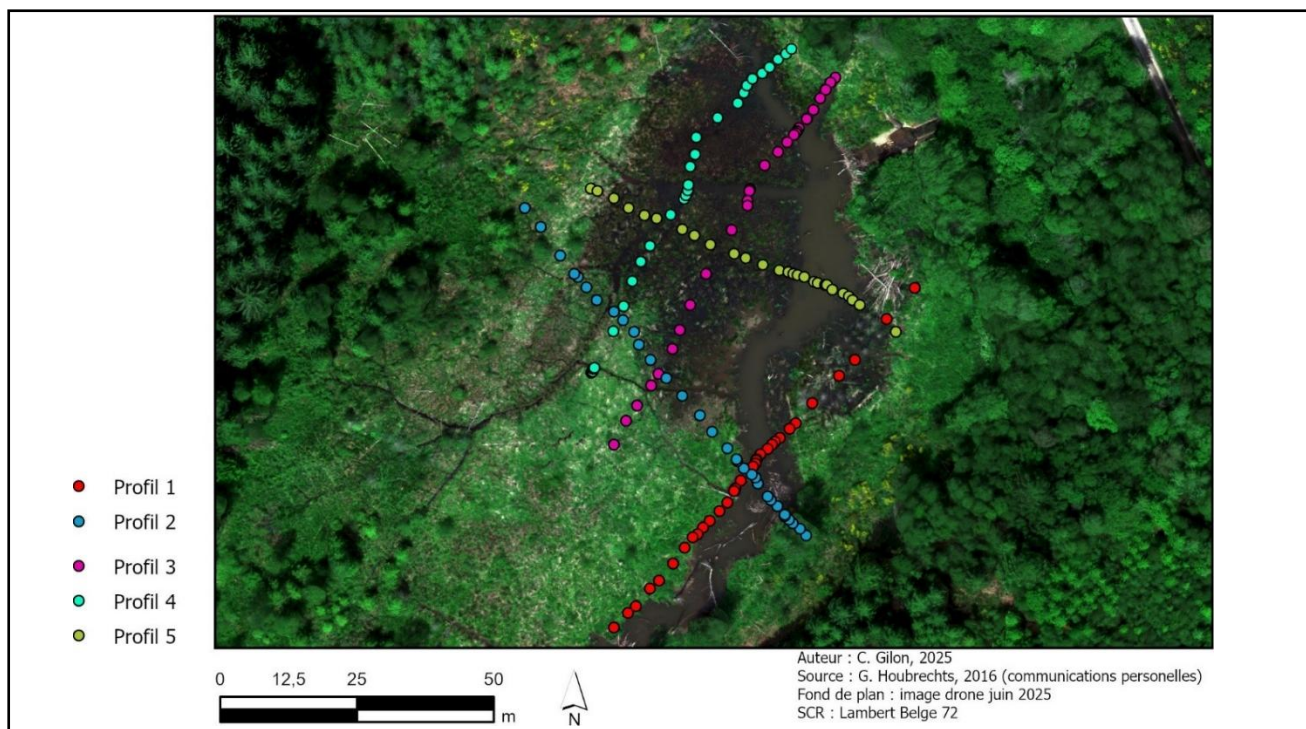 Profil 1
Profil 2
Profil 3
Profil 4
Profil 5
0 12,5 25 50
m
N
Auteur : C. Gilon, 2025
Source : G. Houbrechts, 2016 (communications personelles)
Fond de plan : image drone juin 2025
SCR : Lambert Belge 72